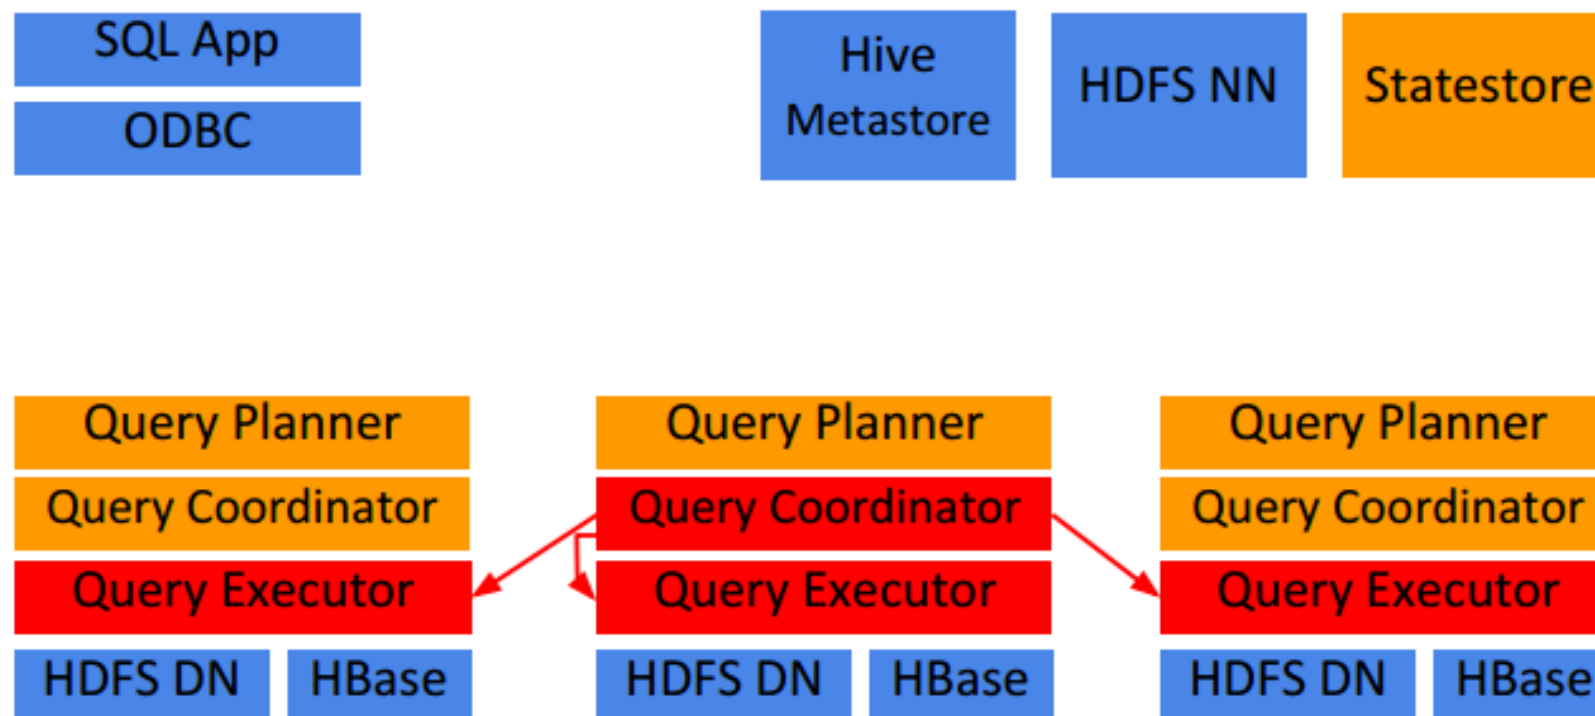 SQL App
ODBC
Hive
Metastore
HDFS NN
Statestore
Query Planner
Query Coordinator
Query Executor
HDFS DN
HBase
Query Planner
Query Coordinator
Query Executor
HDFS DN
HBase
Query Planner
Query Coordinator
Query Executor
HDFS DN
HBase